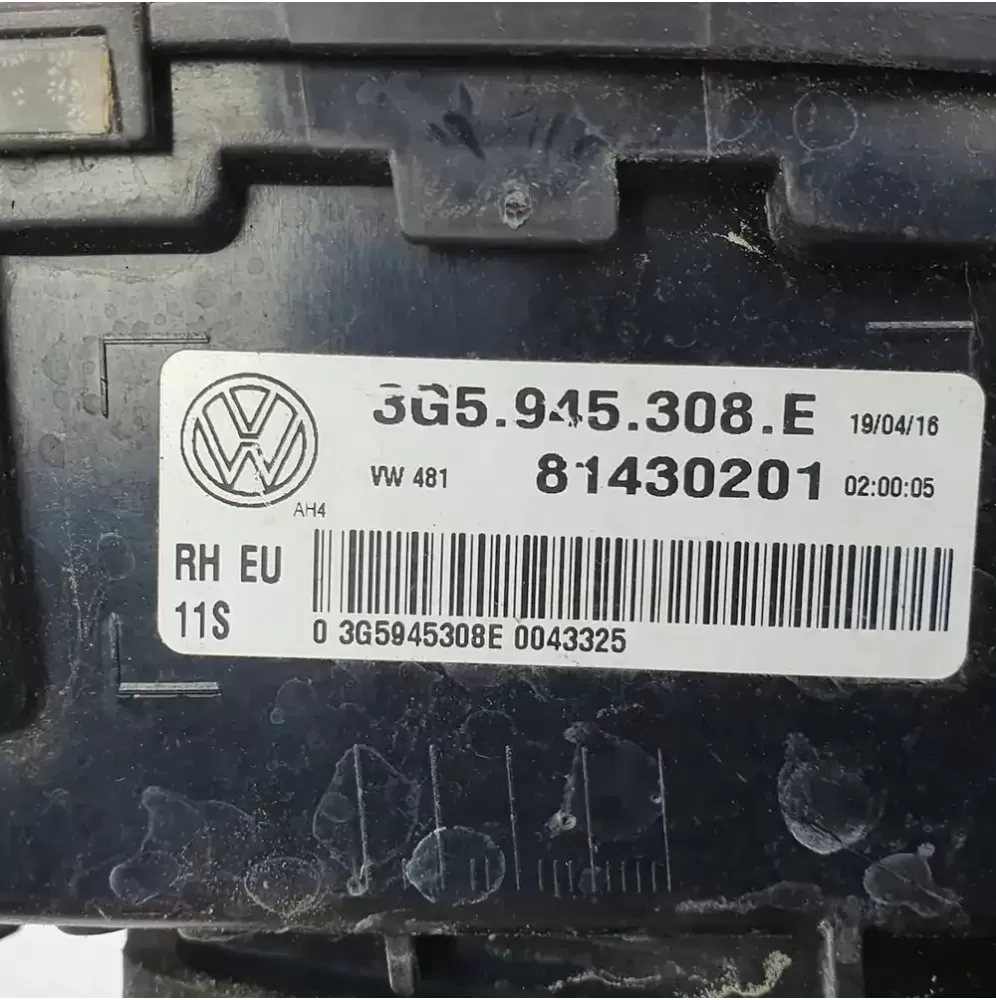 3G5.945.308.E 19/04/16
VW 481 81430201 02:00:05
AH4
RH EU
11S
0 3G5945308E 0043325